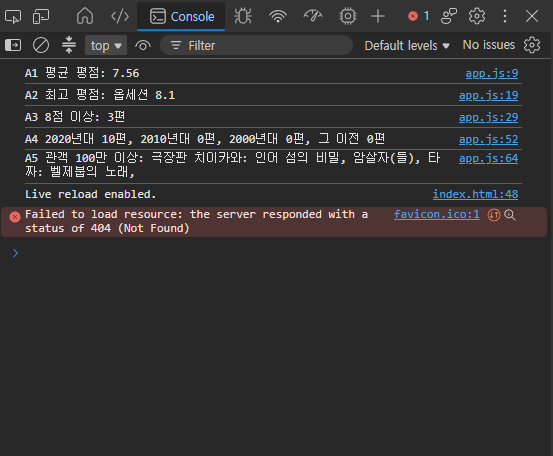 Console
1
top
Filter
Default levels
No issues
A1 평균 평점: 7.56 app.js:9
A2 최고 평점: 옵세션 8.1 app.js:19
A3 8점 이상: 3편 app.js:29
A4 2020년대 10편, 2010년대 0편, 2000년대 0편, 그 이전 0편 app.js:52
A5 관객 100만 이상: 극장판 치이카와: 인어 섬의 비밀, 암살자(들), 타 app.js:64
짜: 벨제붑의 노래,
Live reload enabled. index.html:48
Failed to load resource: the server responded with a favicon.ico:1
status of 404 (Not Found)